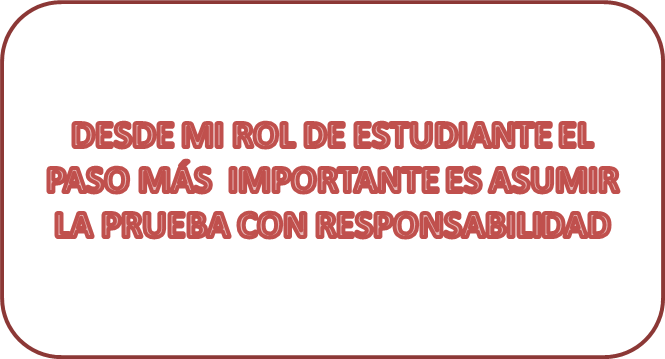 DESDE MI ROL DE ESTUDIANTE EL
PASO MÁS IMPORTANTE ES ASUMIR
LA PRUEBA CON RESPONSABILIDAD